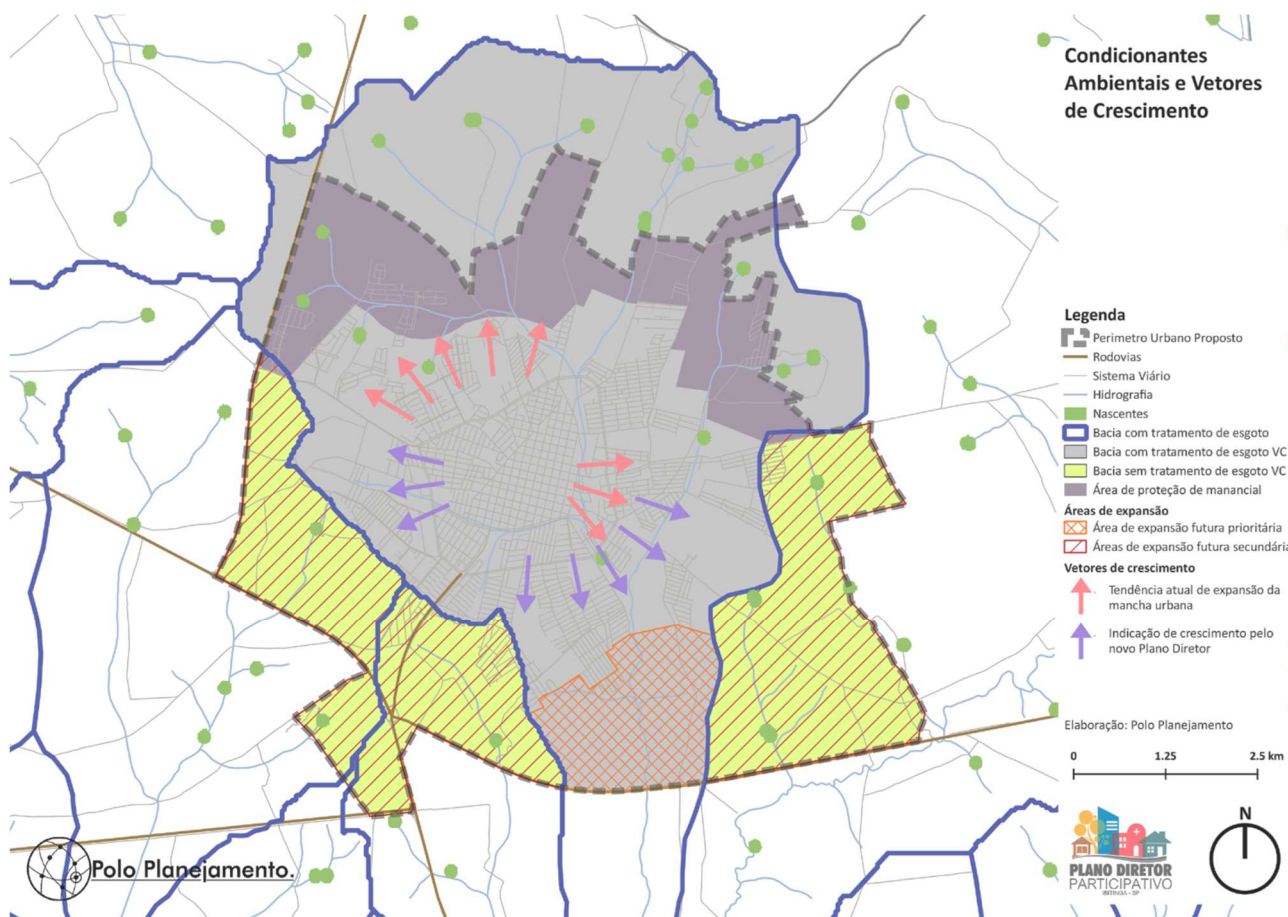 Condicionantes
Ambientais e Vetores
de Crescimento
Legenda
Perimetro Urbano Proposto
Rodovias
Sistema Viário
Hidrografia
Nascentes
Bacia com tratamento de esgoto
Bacia com tratamento de esgoto VC
Bacia sem tratamento de esgoto VC
Área de proteção de manancial
Áreas de expansão
Área de expansão futura prioritária
Áreas de expansão futura secundária
Vetores de crescimento
Tendência atual de expansão da
mancha urbana
Indicação de crescimento pelo
novo Plano Diretor
Elaboração: Polo Planejamento
0 1.25 2.5 km
N
PLANO DIRETOR
PARTICIPATIVO
IBITINGA - SP
Polo Planejamento.